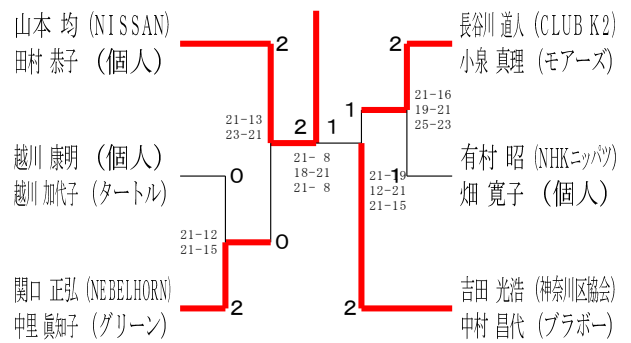 山本 均 (NISSAN)
田村 恭子 (個人)
長谷川 道人 (CLUB K2)
小泉 真理 (モアーズ)
2
2
21-13
23-21
2
1
1
21-16
19-21
25-23
越川 康明 (個人)
越川 加代子 (タートル)
0
21- 8
18-21
21- 8
21-19
12-21
21-15
1
有村 昭 (NHKニッパツ)
畑 寛子 (個人)
21-12
21-15
0
関口 正弘 (NEBELHORN)
中里 眞知子 (グリーン)
2
2
吉田 光浩 (神奈川区協会)
中村 昌代 (ブラボー)